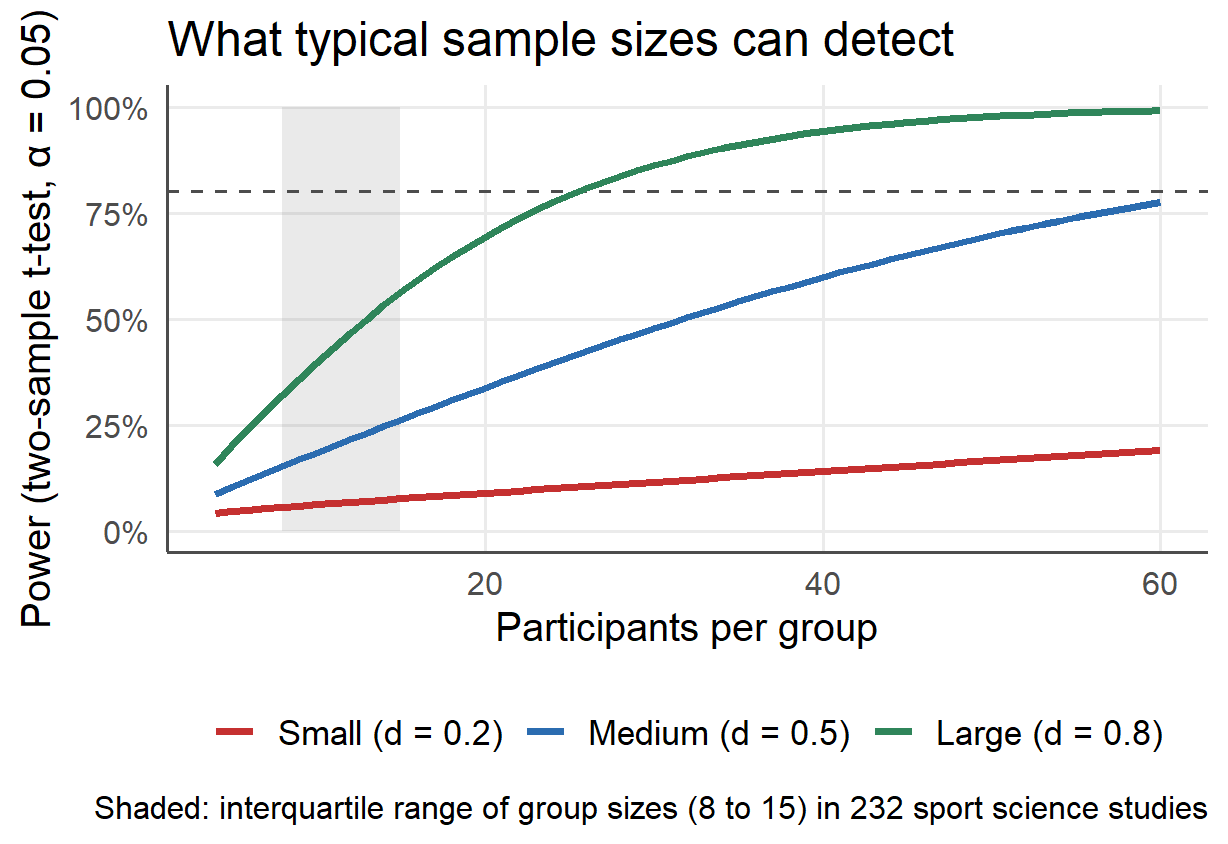 What typical sample sizes can detect
Power (two-sample t-test, α = 0.05)
100%
75%
50%
25%
0%
20
40
60
Participants per group
Small (d = 0.2)
Medium (d = 0.5)
Large (d = 0.8)
Shaded: interquartile range of group sizes (8 to 15) in 232 sport science studies